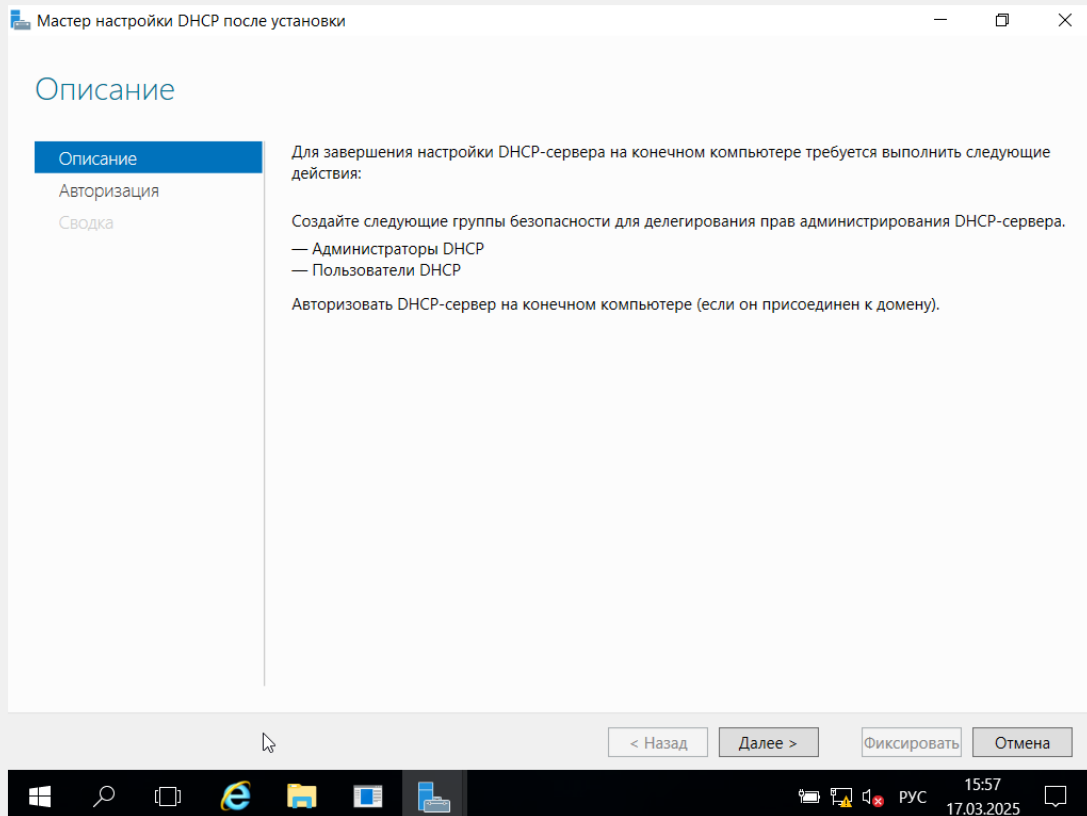 Мастер настройки DHCP после установки
Описание
Описание
Авторизация
Сводка
Для завершения настройки DHCP-сервера на конечном компьютере требуется выполнить следующие
действия:
Создайте следующие группы безопасности для делегирования прав администрирования DHCP-сервера.
— Администраторы DHCP
— Пользователи DHCP
Авторизовать DHCP-сервер на конечном компьютере (если он присоединен к домену).
< Назад
Далее >
Фиксировать
Отмена
РУС
15:57
17.03.2025